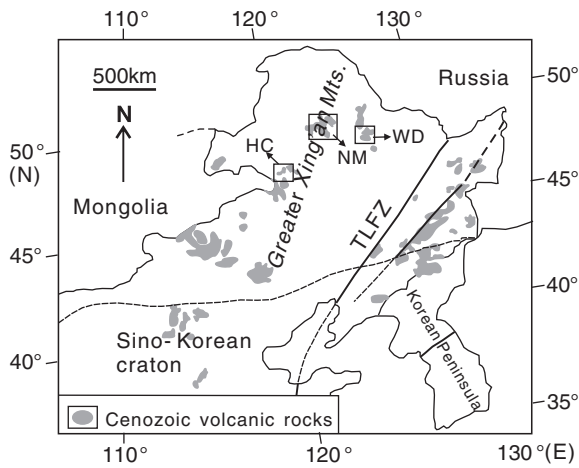 110° 120° 130°
500km
N
Russia
50°
HC
NM
WD
50°
(N)
Greater Xing'an Mts.
TLFZ
45°
Mongolia
45°
40°
Sino-Korean
craton
Korean Peninsula
40°
35°
Cenozoic volcanic rocks
110° 120° 130° (E)